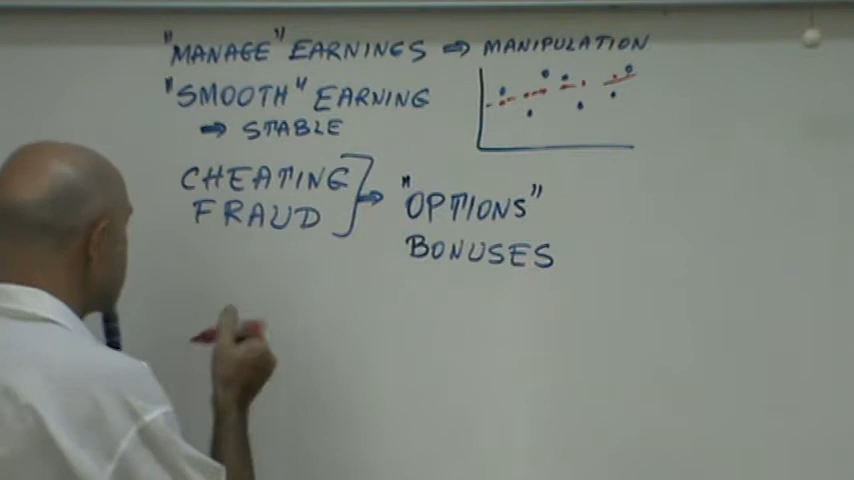 "MANAGE" EARNINGS ⇒ MANIPULATION
"SMOOTH" EARNING
⇒ STABLE
CHEATING
FRAUD
⇒ "OPTIONS"
BONUSES